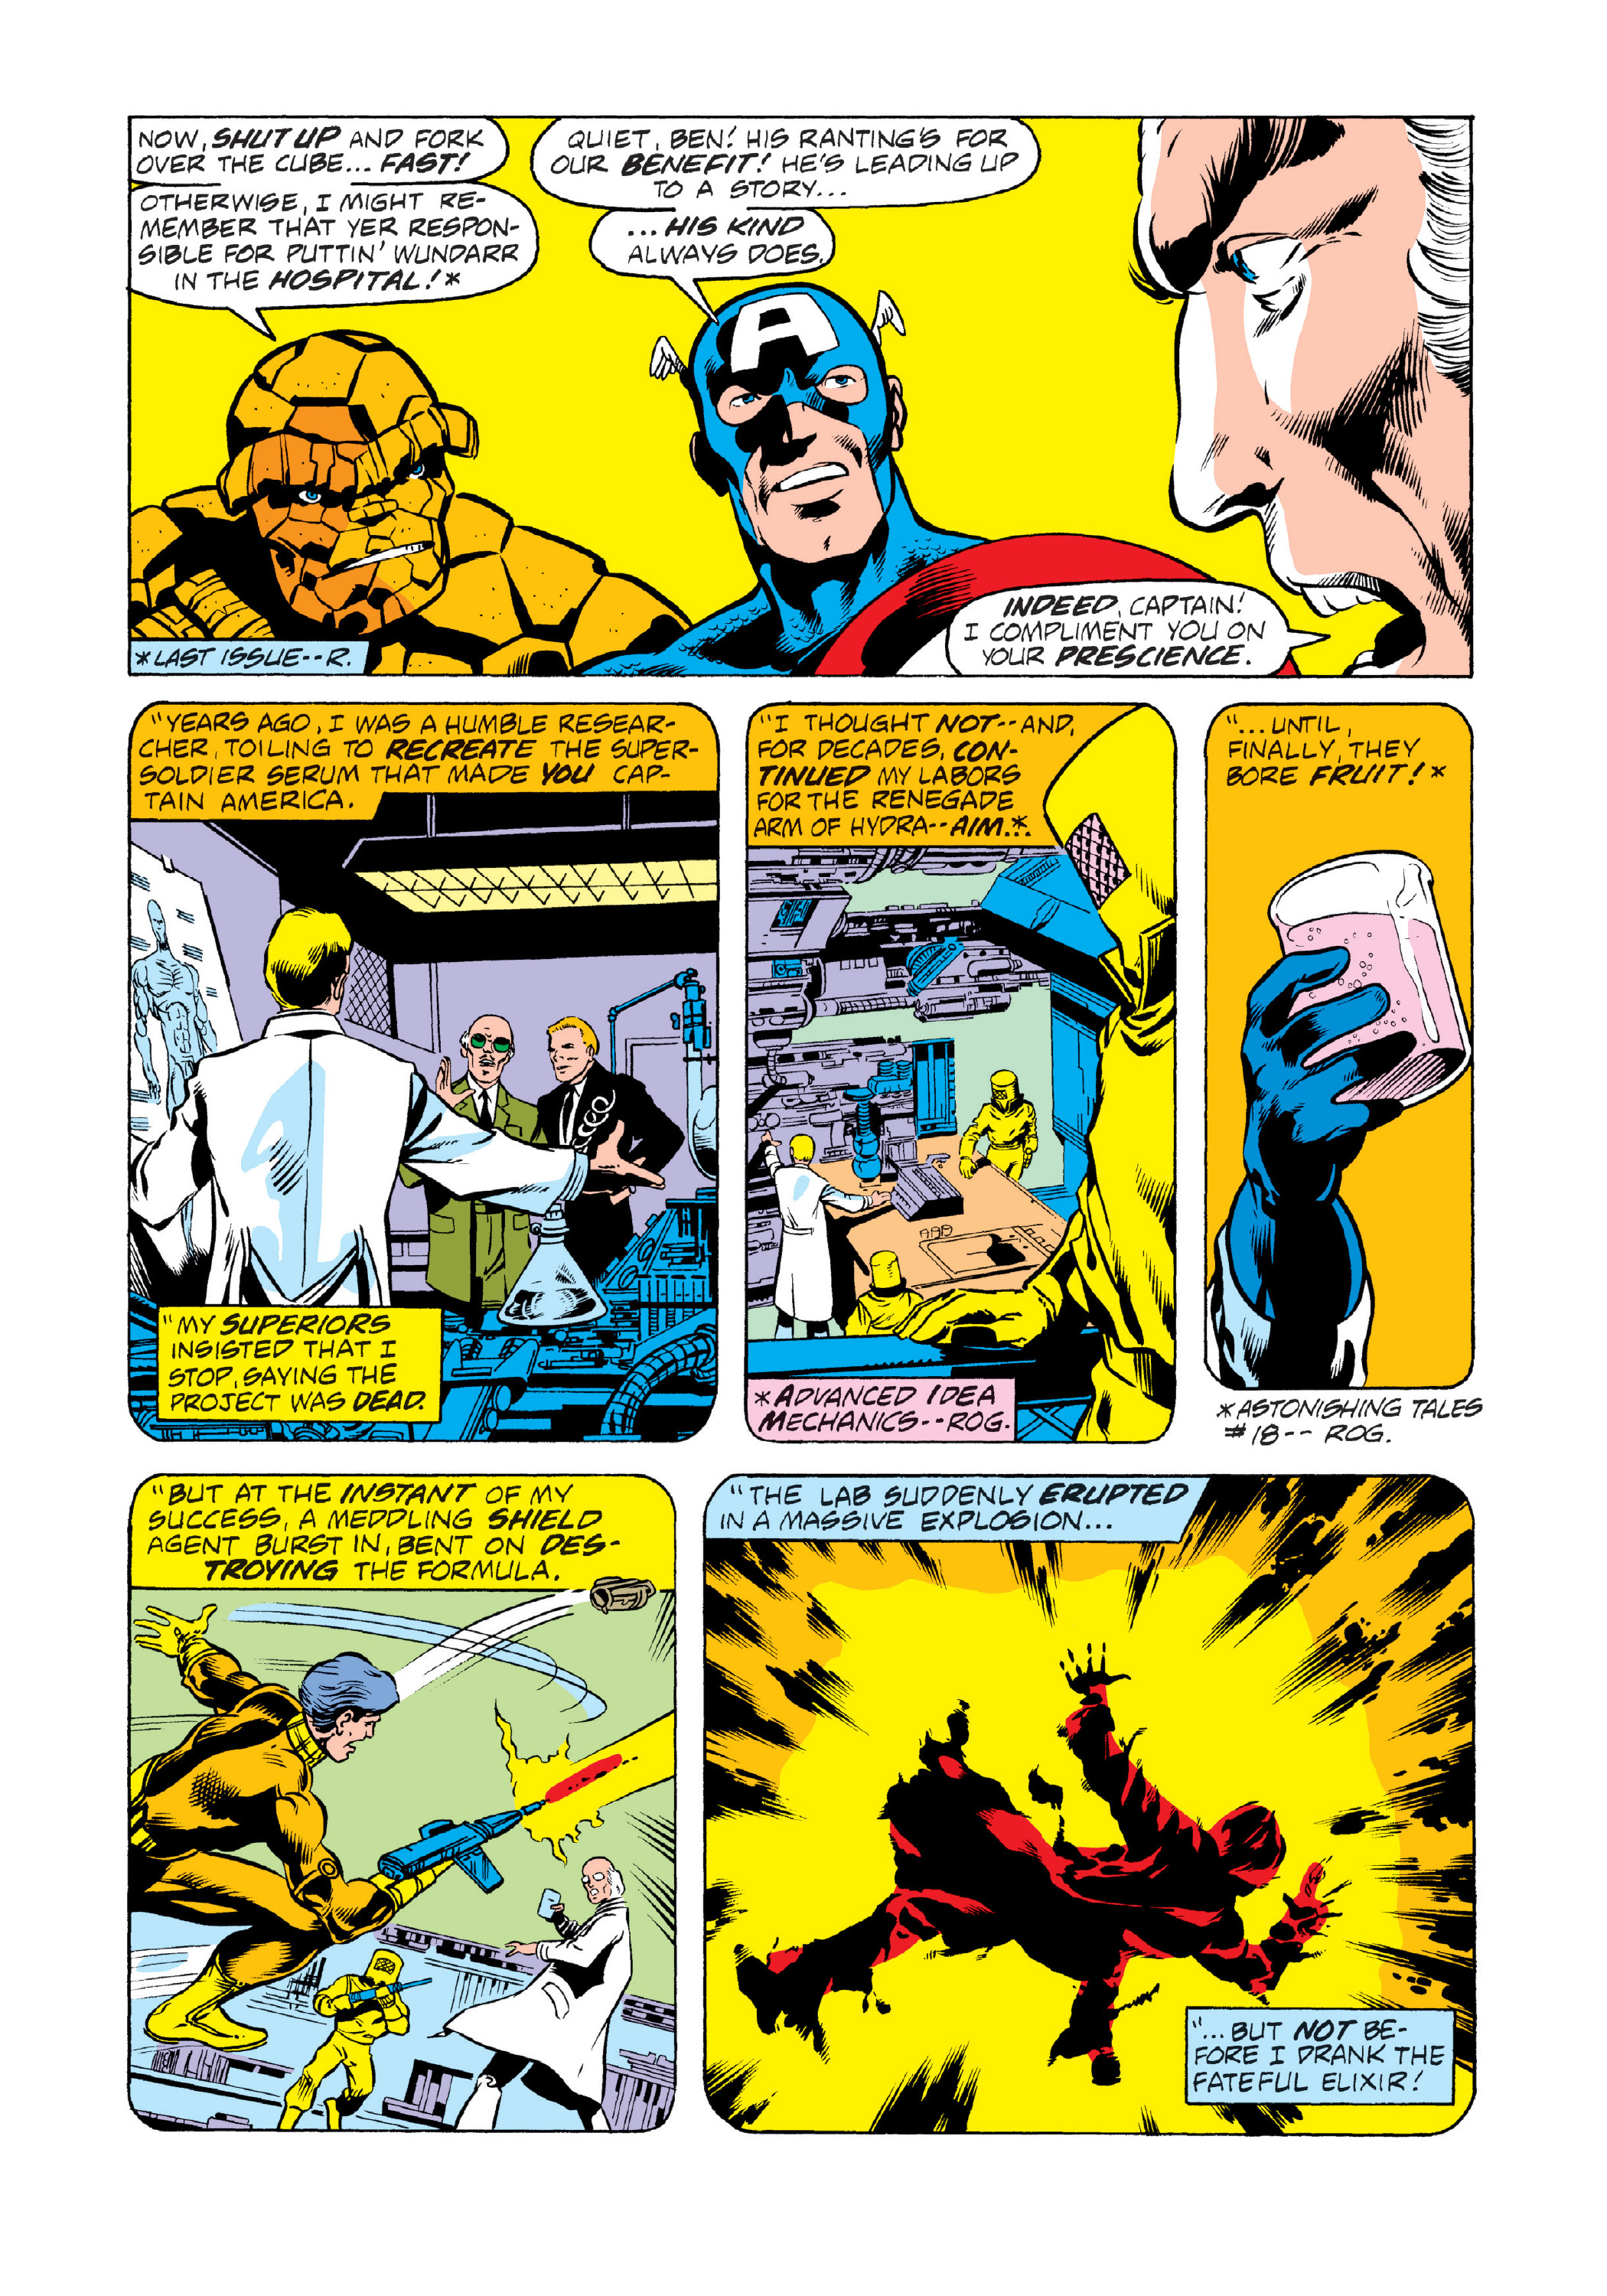 NOW, SHUT UP AND FORK
OVER THE CUBE... FAST!
OTHERWISE, I MIGHT RE-
MEMBER THAT YER RESPON-
SIBLE FOR PUTTIN' WUNDARR
IN THE HOSPITAL!*
QUIET, BEN! HIS RANTING'S FOR
OUR BENEFIT! HE'S LEADING UP
TO A STORY...
...HIS KIND
ALWAYS DOES.
A
INDEED, CAPTAIN!
I COMPLIMENT YOU ON
YOUR PRESCIENCE.
*LAST ISSUE--R.
"YEARS AGO, I WAS A HUMBLE RESEAR-
CHER, TOILING TO RECREATE THE SUPER-
SOLDIER SERUM THAT MADE YOU CAP-
TAIN AMERICA.
"MY SUPERIORS
INSISTED THAT I
STOP, SAYING THE
PROJECT WAS DEAD.
"I THOUGHT NOT--AND,
FOR DECADES, CON-
TINUED MY LABORS
FOR THE RENEGADE
ARM OF HYDRA--AIM.*.
*ADVANCED IDEA
MECHANICS--ROG.
"...UNTIL,
FINALLY, THEY
BORE FRUIT!*
*ASTONISHING TALES
#18-- ROG.
"BUT AT THE INSTANT OF MY
SUCCESS, A MEDDLING SHIELD
AGENT BURST IN, BENT ON DES-
TROYING THE FORMULA.
"THE LAB SUDDENLY ERUPTED
IN A MASSIVE EXPLOSION...
"...BUT NOT BE-
FORE I DRANK THE
FATEFUL ELIXIR!